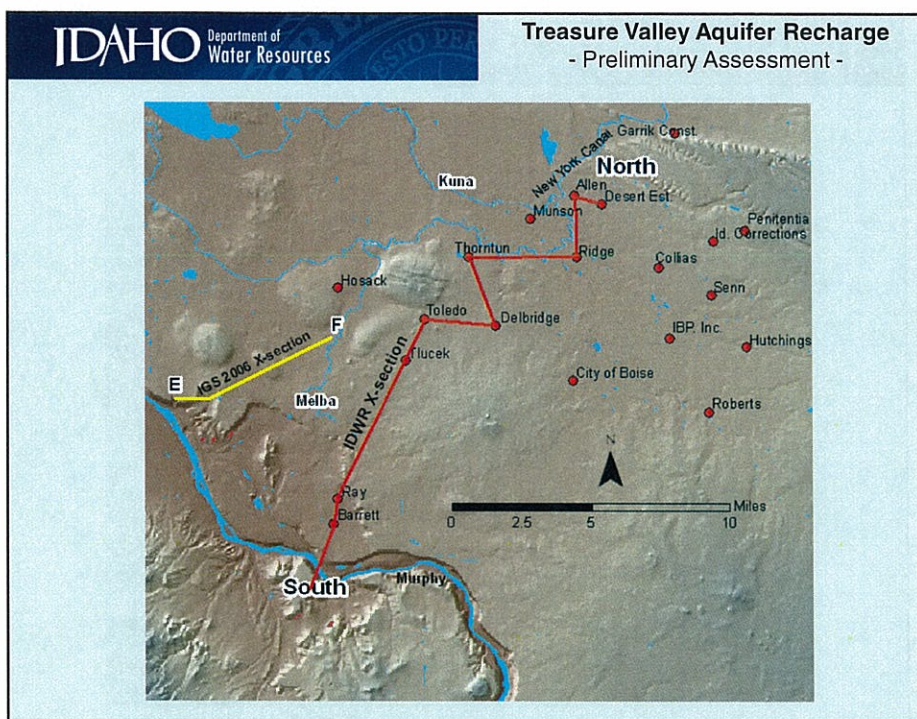 IDAHO Department of
Water Resources
Treasure Valley Aquifer Recharge
- Preliminary Assessment -
Garrik Const.
New York Canal
North
Kuna
Allen
Desert Est.
Munson
Penitentia
Id. Corrections
Thorntun
Ridge
Collias
Hosack
Senn
Toledo
Delbridge
F
IBP. Inc.
Hutchings
IGS 2006 X-section
Tlucek
E
City of Boise
Melba
IDWR X-section
Roberts
N
Ray
Miles
Barrett
0 2.5 5 10
South
Murphy